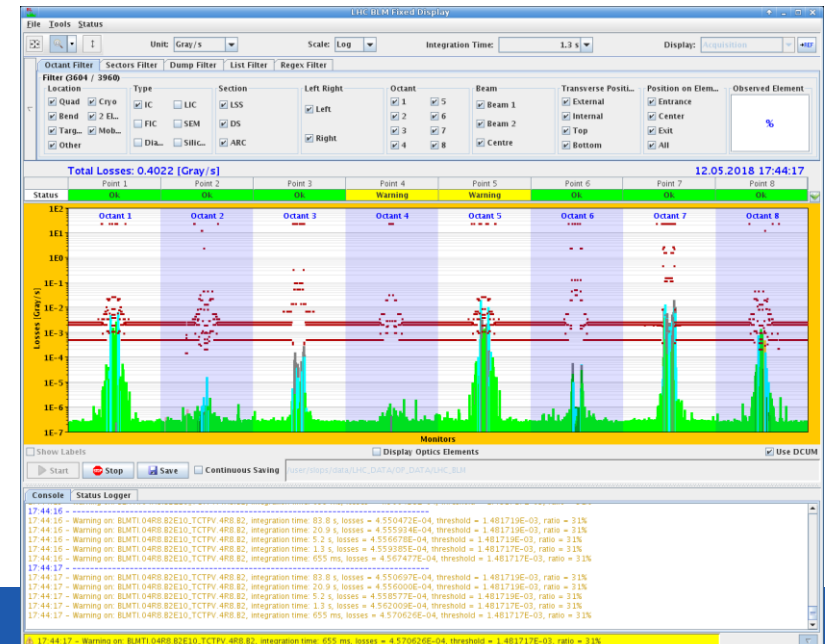 LHC BLM Fixed Display
File Tools Status
Unit: Gray/s Scale: Log Integration Time: 1.3 s Display: Acquisition
Octant Filter Sectors Filter Dump Filter List Filter Regex Filter
Filter (3604 / 3960)
Location Type Section Left Right Octant Beam Transverse Positi... Position on Elem... Observed Element
Quad Cryo IC LIC LSS Left 1 5 Beam 1 External Entrance
Bend 2 El... FIC SEM DS 2 6 Beam 2 Internal Center %
Targ... Mob... Right 3 7 Top Exit
Other Dia... Silic... ARC 4 8 Centre Bottom All
Total Losses: 0.4022 [Gray/s] 12.05.2018 17:44:17
Point 1 Point 2 Point 3 Point 4 Point 5 Point 6 Point 7 Point 8
Status Ok Ok Ok Warning Warning Ok Ok Ok
1E2 Octant 1 Octant 2 Octant 3 Octant 4 Octant 5 Octant 6 Octant 7 Octant 8
1E1
1E0
1E-1
1E-2
1E-3
1E-4
1E-5
1E-6
1E-7
Losses [Gray/s]
Monitors
Show Labels Display Optics Elements Use DCUM
Start Stop Save Continuous Saving /user/slops/data/LHC_DATA/OP_DATA/LHC_BLM
Console Status Logger
17:44:16 - ------------------------------------------------------------
17:44:16 - Warning on: BLMTI.04R8.B2E10_TCTPV.4R8.B2, integration time: 83.8 s, losses = 4.550472E-04, threshold = 1.481719E-03, ratio = 31%
17:44:16 - Warning on: BLMTI.04R8.B2E10_TCTPV.4R8.B2, integration time: 20.9 s, losses = 4.555934E-04, threshold = 1.481719E-03, ratio = 31%
17:44:16 - Warning on: BLMTI.04R8.B2E10_TCTPV.4R8.B2, integration time: 5.2 s, losses = 4.556678E-04, threshold = 1.481719E-03, ratio = 31%
17:44:16 - Warning on: BLMTI.04R8.B2E10_TCTPV.4R8.B2, integration time: 1.3 s, losses = 4.559385E-04, threshold = 1.481717E-03, ratio = 31%
17:44:16 - Warning on: BLMTI.04R8.B2E10_TCTPV.4R8.B2, integration time: 655 ms, losses = 4.567477E-04, threshold = 1.481717E-03, ratio = 31%
17:44:17 - ------------------------------------------------------------
17:44:17 - Warning on: BLMTI.04R8.B2E10_TCTPV.4R8.B2, integration time: 83.8 s, losses = 4.550697E-04, threshold = 1.481719E-03, ratio = 31%
17:44:17 - Warning on: BLMTI.04R8.B2E10_TCTPV.4R8.B2, integration time: 20.9 s, losses = 4.556000E-04, threshold = 1.481719E-03, ratio = 31%
17:44:17 - Warning on: BLMTI.04R8.B2E10_TCTPV.4R8.B2, integration time: 5.2 s, losses = 4.558577E-04, threshold = 1.481719E-03, ratio = 31%
17:44:17 - Warning on: BLMTI.04R8.B2E10_TCTPV.4R8.B2, integration time: 1.3 s, losses = 4.562009E-04, threshold = 1.481717E-03, ratio = 31%
17:44:17 - Warning on: BLMTI.04R8.B2E10_TCTPV.4R8.B2, integration time: 655 ms, losses = 4.570626E-04, threshold = 1.481717E-03, ratio = 31%
17:44:17 - Warning on: BLMTI.04R8.B2E10_TCTPV.4R8.B2, integration time: 655 ms, losses = 4.570626E-04, threshold = 1.481717E-03, ratio = 31%